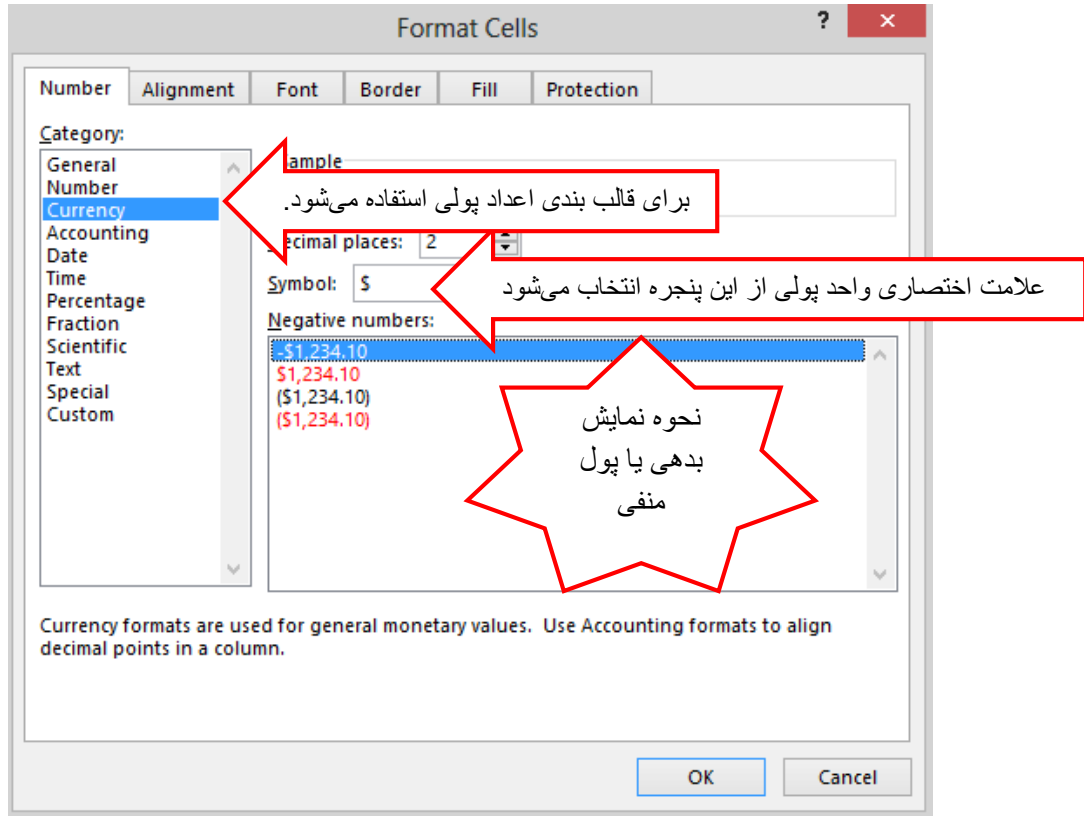 Format Cells
?
×
Number Alignment Font Border Fill Protection
Category:
General
Number
Currency
Accounting
Date
Time
Percentage
Fraction
Scientific
Text
Special
Custom
برای قالب بندی اعداد پولی استفاده می‌شود.
places: 2
علامت اختصاری واحد پولی از این پنجره انتخاب می‌شود
Symbol: $
Negative numbers:
-$1,234.10
$1,234.10
($1,234.10)
($1,234.10)
نحوه نمایش
بدهی یا پول
منفی
Currency formats are used for general monetary values.  Use Accounting formats to align
decimal points in a column.
OK Cancel